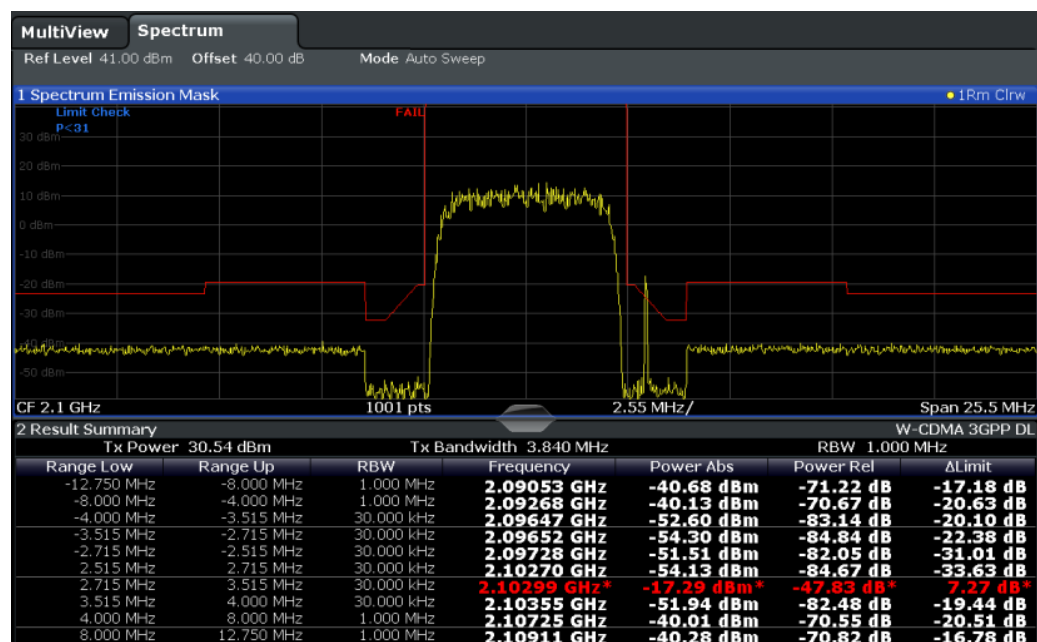 MultiView Spectrum
Ref Level 41.00 dBm Offset 40.00 dB Mode Auto Sweep
1 Spectrum Emission Mask 1Rm Clrw
Limit Check FAIL
P<31
30 dBm
20 dBm
10 dBm
0 dBm
-10 dBm
-20 dBm
-30 dBm
-40 dBm
-50 dBm
CF 2.1 GHz 1001 pts 2.55 MHz/ Span 25.5 MHz
2 Result Summary W-CDMA 3GPP DL
Tx Power 30.54 dBm Tx Bandwidth 3.840 MHz RBW 1.000 MHz
Range Low Range Up RBW Frequency Power Abs Power Rel ΔLimit
-12.750 MHz -8.000 MHz 1.000 MHz 2.09053 GHz -40.68 dBm -71.22 dB -17.18 dB
-8.000 MHz -4.000 MHz 1.000 MHz 2.09268 GHz -40.13 dBm -70.67 dB -20.63 dB
-4.000 MHz -3.515 MHz 30.000 kHz 2.09647 GHz -52.60 dBm -83.14 dB -20.10 dB
-3.515 MHz -2.715 MHz 30.000 kHz 2.09652 GHz -54.30 dBm -84.84 dB -22.38 dB
-2.715 MHz -2.515 MHz 30.000 kHz 2.09728 GHz -51.51 dBm -82.05 dB -31.01 dB
2.515 MHz 2.715 MHz 30.000 kHz 2.10270 GHz -54.13 dBm -84.67 dB -33.63 dB
2.715 MHz 3.515 MHz 30.000 kHz 2.10299 GHz* -17.29 dBm* -47.83 dB* 7.27 dB*
3.515 MHz 4.000 MHz 30.000 kHz 2.10355 GHz -51.94 dBm -82.48 dB -19.44 dB
4.000 MHz 8.000 MHz 1.000 MHz 2.10725 GHz -40.01 dBm -70.55 dB -20.51 dB
8.000 MHz 12.750 MHz 1.000 MHz 2.10911 GHz -40.28 dBm -70.82 dB -16.78 dB